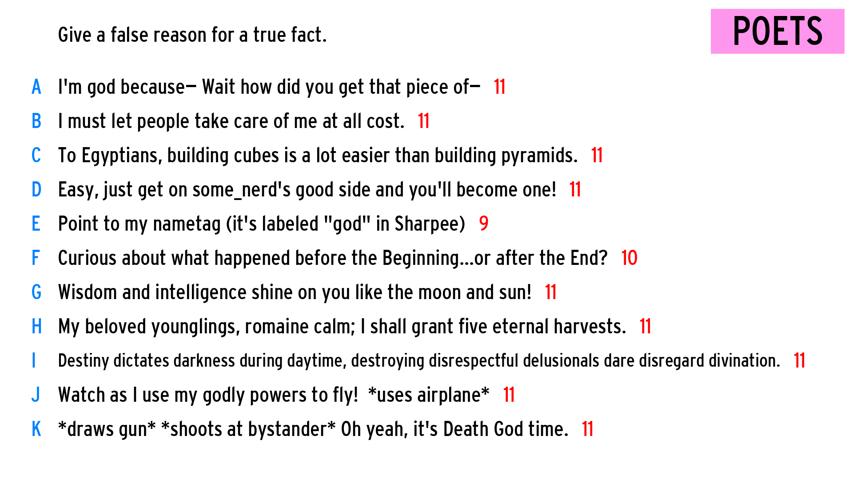 Give a false reason for a true fact.
POETS
A I'm god because— Wait how did you get that piece of— 11
B I must let people take care of me at all cost. 11
C To Egyptians, building cubes is a lot easier than building pyramids. 11
D Easy, just get on some_nerd's good side and you'll become one! 11
E Point to my nametag (it's labeled "god" in Sharpee) 9
F Curious about what happened before the Beginning...or after the End? 10
G Wisdom and intelligence shine on you like the moon and sun! 11
H My beloved younglings, romaine calm; I shall grant five eternal harvests. 11
I Destiny dictates darkness during daytime, destroying disrespectful delusionals dare disregard divination. 11
J Watch as I use my godly powers to fly! *uses airplane* 11
K *draws gun* *shoots at bystander* Oh yeah, it's Death God time. 11